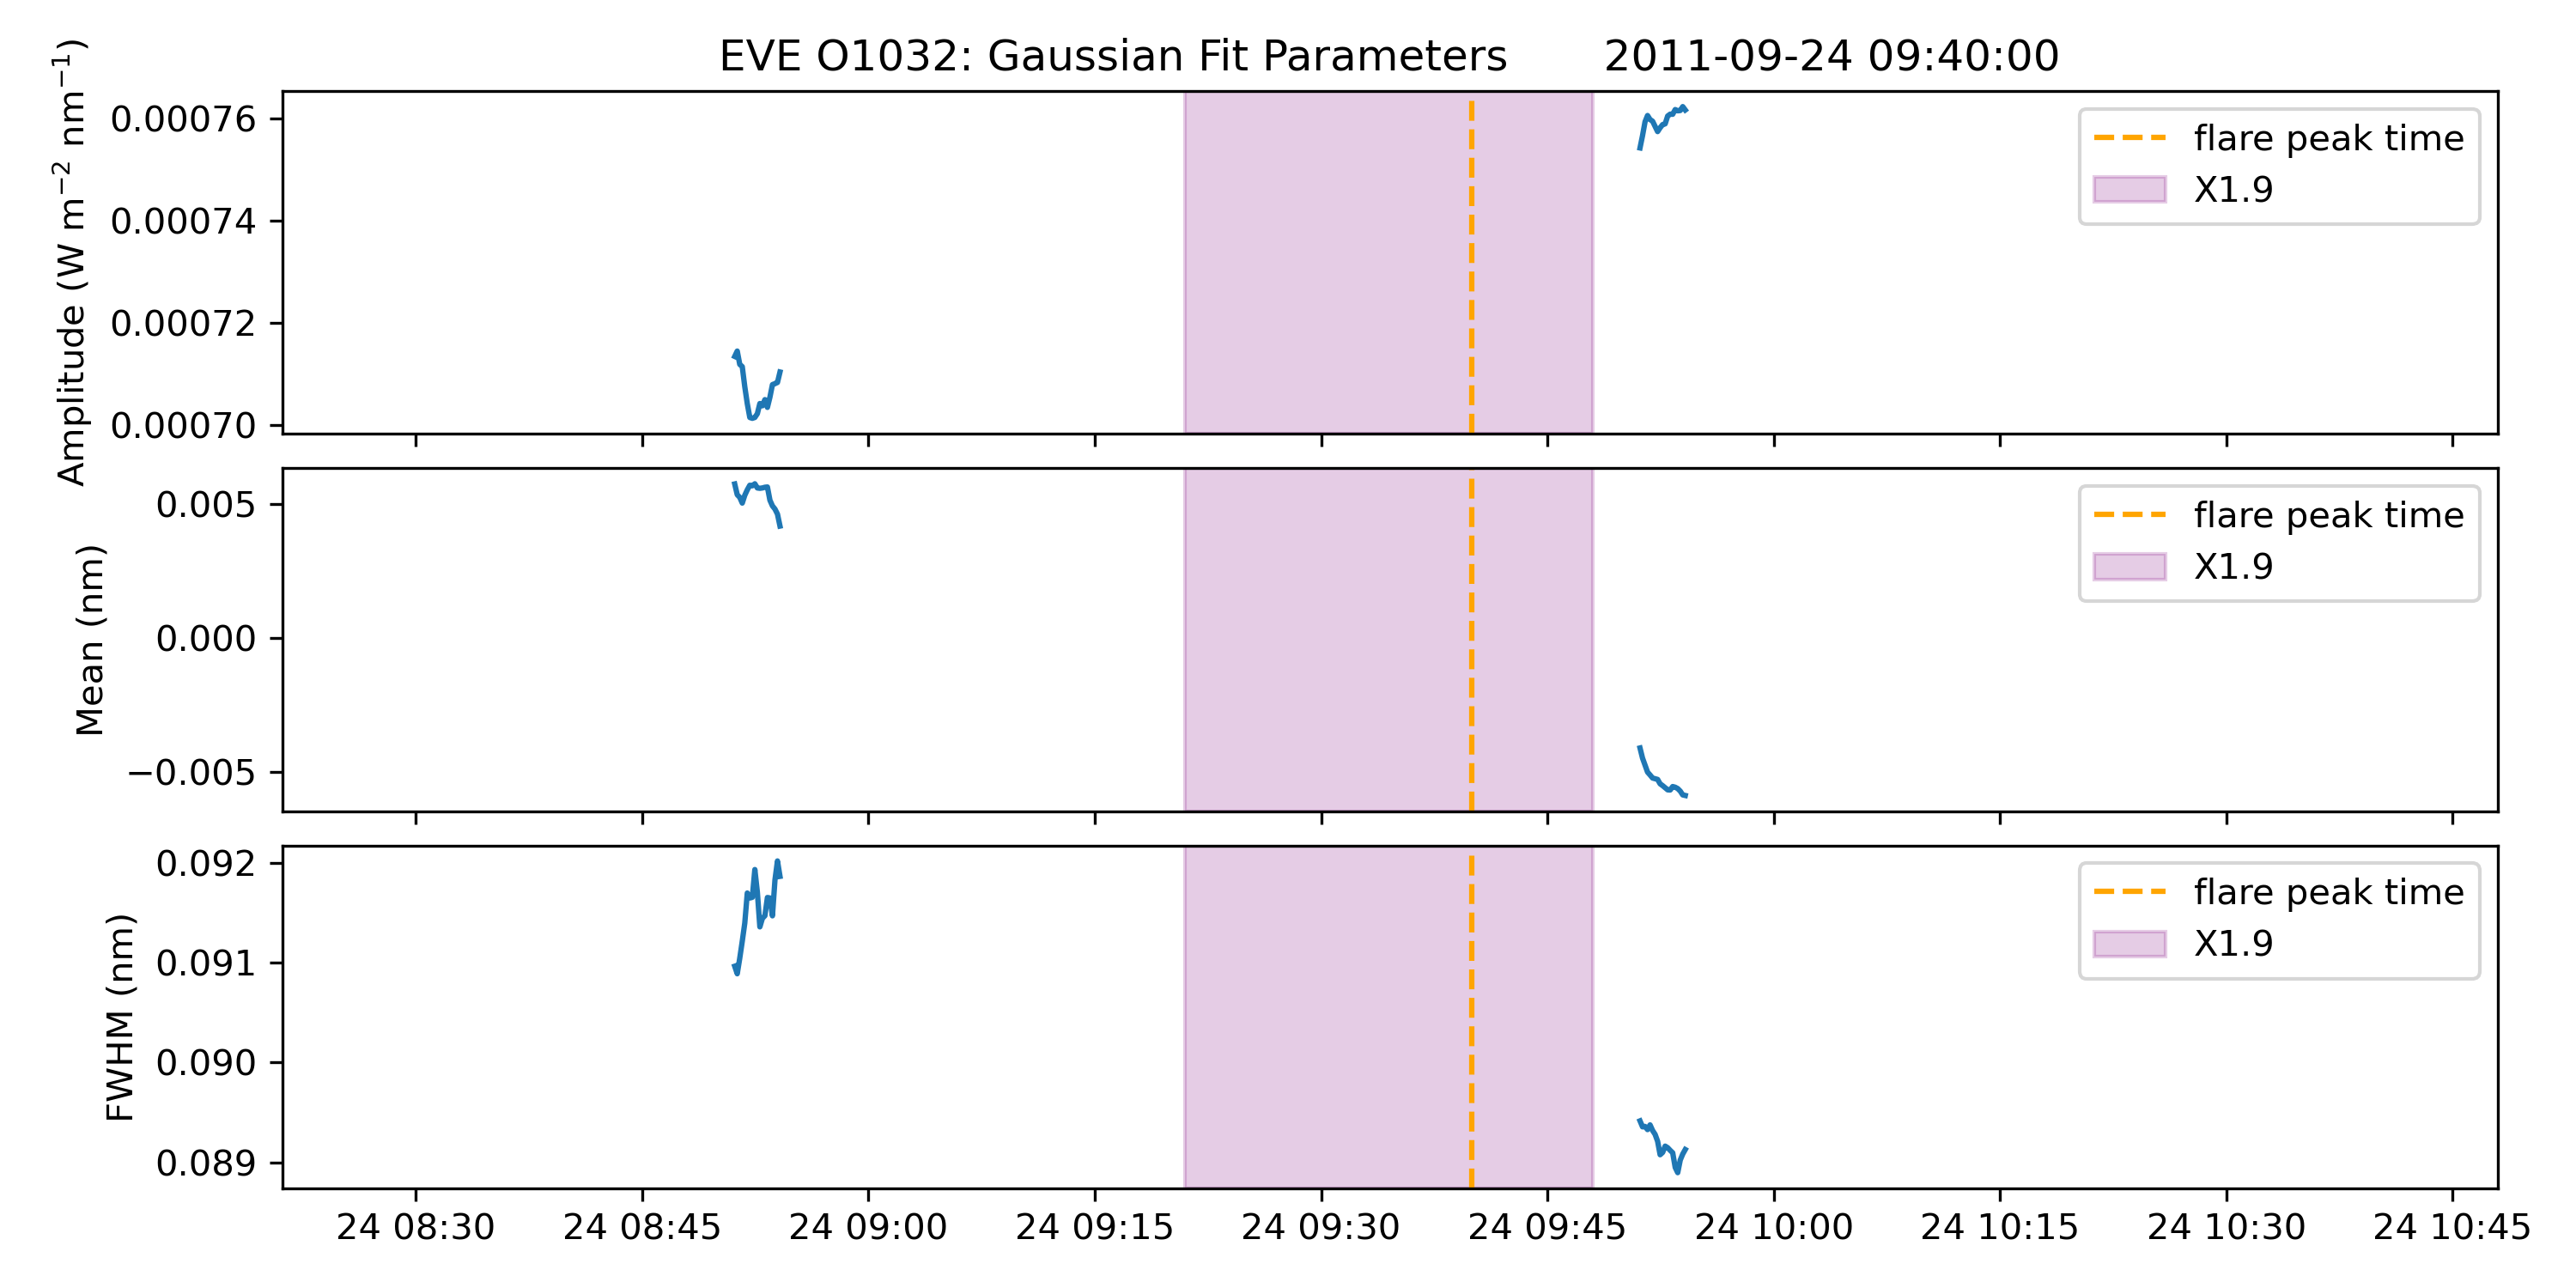 EVE O1032: Gaussian Fit Parameters 2011-09-24 09:40:00
Amplitude (W m⁻² nm⁻¹)
0.00076
0.00074
0.00072
0.00070
flare peak time
X1.9
Mean (nm)
0.005
0.000
−0.005
flare peak time
X1.9
FWHM (nm)
0.092
0.091
0.090
0.089
flare peak time
X1.9
24 08:30 24 08:45 24 09:00 24 09:15 24 09:30 24 09:45 24 10:00 24 10:15 24 10:30 24 10:45